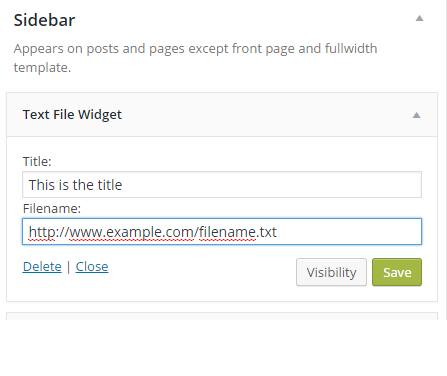 Sidebar
Appears on posts and pages except front page and fullwidth
template.
Text File Widget
Title:
This is the title
Filename:
http://www.example.com/filename.txt
Delete | Close Visibility Save